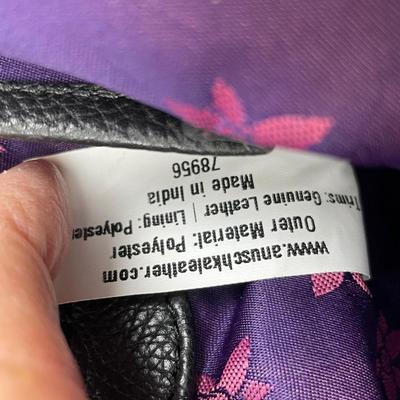 www.anuschkaleather.com
Outer Material: Polyester
Trims: Genuine Leather | Lining: Polyester
Made in India
78956